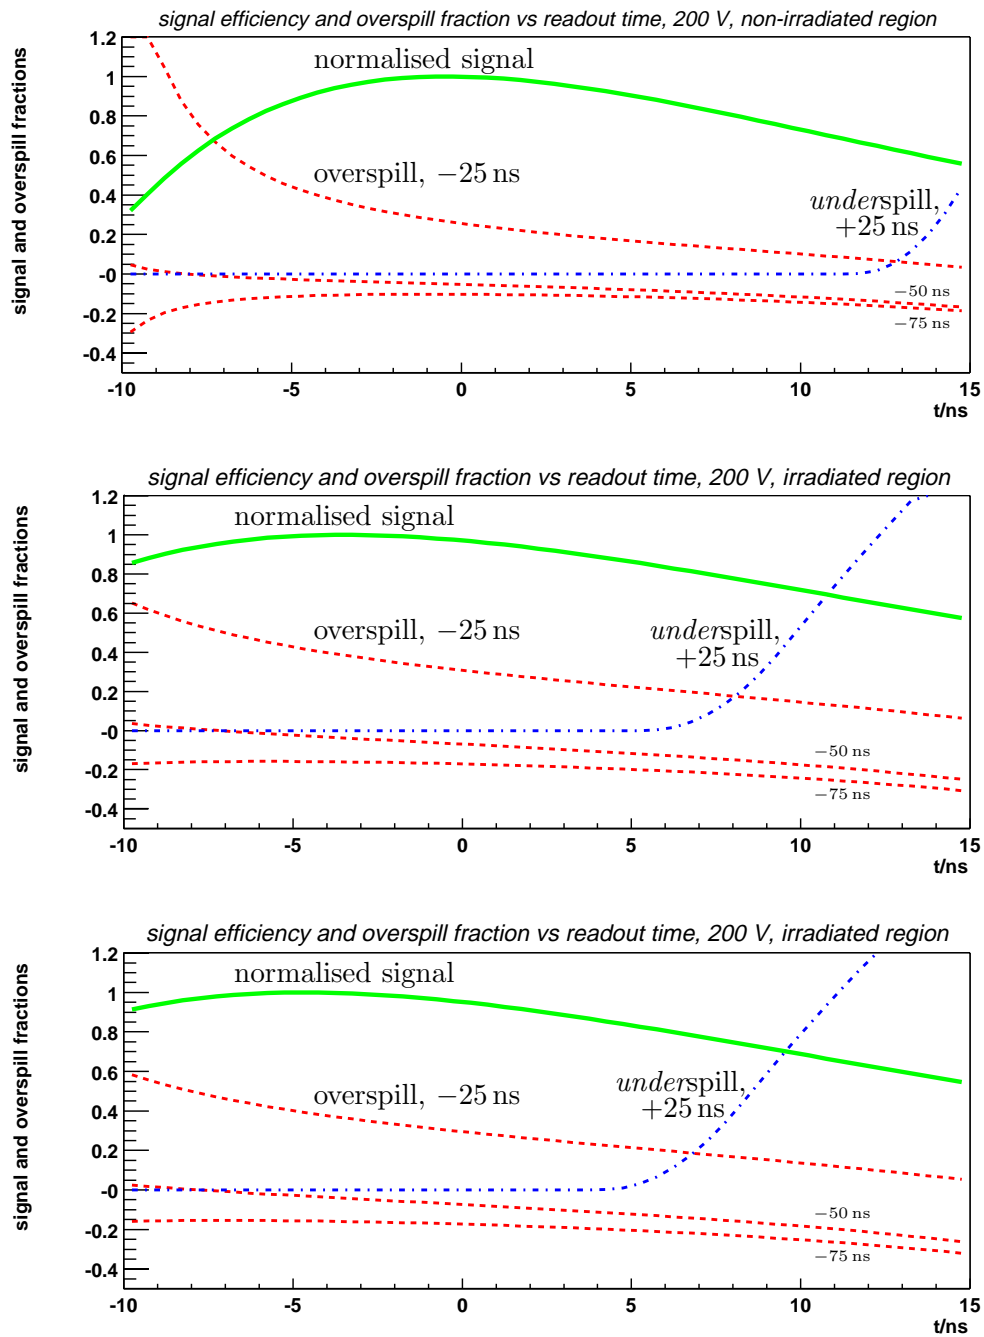 signal efficiency and overspill fraction vs readout time, 200 V, non-irradiated region
signal and overspill fractions
1.2
1
0.8
0.6
0.4
0.2
-0
-0.2
-0.4
normalised signal
overspill, −25 ns
underspill,
+25 ns
−50 ns
−75 ns
-10
-5
0
5
10
15
t/ns
signal efficiency and overspill fraction vs readout time, 200 V, irradiated region
signal and overspill fractions
1.2
1
0.8
0.6
0.4
0.2
-0
-0.2
-0.4
normalised signal
overspill, −25 ns
underspill,
+25 ns
−50 ns
−75 ns
-10
-5
0
5
10
15
t/ns
signal efficiency and overspill fraction vs readout time, 200 V, irradiated region
signal and overspill fractions
1.2
1
0.8
0.6
0.4
0.2
-0
-0.2
-0.4
normalised signal
overspill, −25 ns
underspill,
+25 ns
−50 ns
−75 ns
-10
-5
0
5
10
15
t/ns